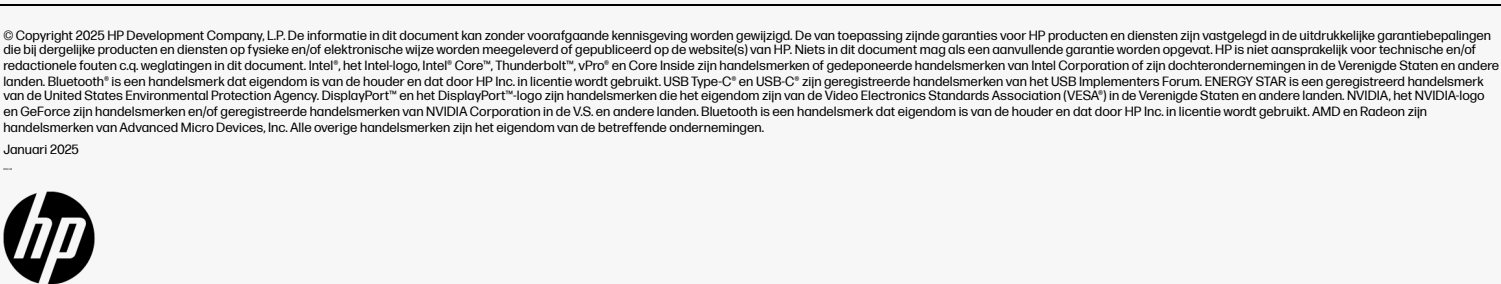 © Copyright 2025 HP Development Company, L.P. De informatie in dit document kan zonder voorafgaande kennisgeving worden gewijzigd. De van toepassing zijnde garanties voor HP producten en diensten zijn vastgelegd in de uitdrukkelijke garantiebepalingen
die bij dergelijke producten en diensten op fysieke en/of elektronische wijze worden meegeleverd of gepubliceerd op de website(s) van HP. Niets in dit document mag als een aanvullende garantie worden opgevat. HP is niet aansprakelijk voor technische en/of
redactionele fouten c.q. weglatingen in dit document. Intel®, het Intel-logo, Intel® Core™, Thunderbolt™, vPro® en Core Inside zijn handelsmerken of gedeponeerde handelsmerken van Intel Corporation of zijn dochterondernemingen in de Verenigde Staten en andere
landen. Bluetooth® is een handelsmerk dat eigendom is van de houder en dat door HP Inc. in licentie wordt gebruikt. USB Type-C® en USB-C® zijn geregistreerde handelsmerken van het USB Implementers Forum. ENERGY STAR is een geregistreerd handelsmerk
van de United States Environmental Protection Agency. DisplayPort™ en het DisplayPort™-logo zijn handelsmerken die het eigendom zijn van de Video Electronics Standards Association (VESA®) in de Verenigde Staten en andere landen. NVIDIA, het NVIDIA-logo
en GeForce zijn handelsmerken en/of geregistreerde handelsmerken van NVIDIA Corporation in de V.S. en andere landen. Bluetooth is een handelsmerk dat eigendom is van de houder en dat door HP Inc. in licentie wordt gebruikt. AMD en Radeon zijn
handelsmerken van Advanced Micro Devices, Inc. Alle overige handelsmerken zijn het eigendom van de betreffende ondernemingen.
Januari 2025
hp